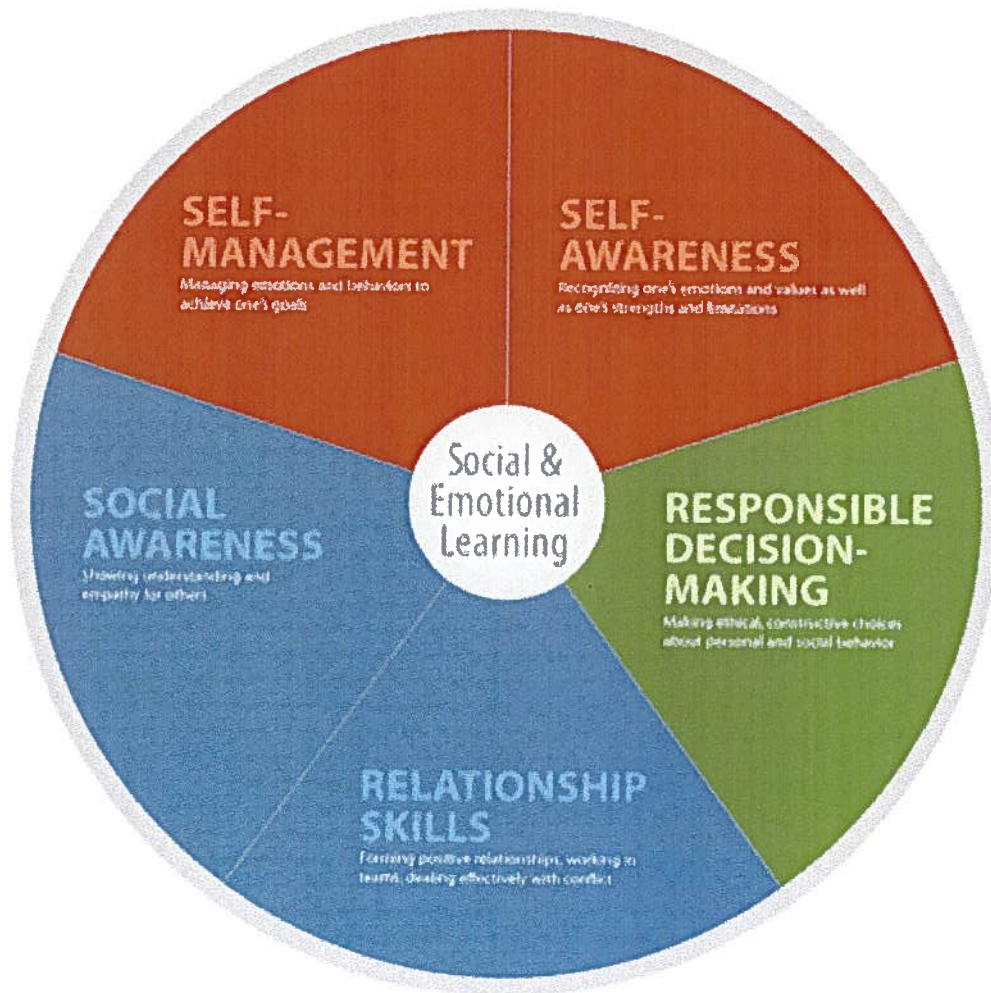 SELF-
MANAGEMENT
Managing emotions and behaviors to
achieve one's goals
SELF-
AWARENESS
Recognizing one's emotions and values as well
as one's strengths and limitations
Social &
Emotional
Learning
SOCIAL
AWARENESS
Showing understanding and
empathy for others
RESPONSIBLE
DECISION-
MAKING
Making ethical, constructive choices
about personal and social behavior
RELATIONSHIP
SKILLS
Forming positive relationships, working in
teams, dealing effectively with conflict